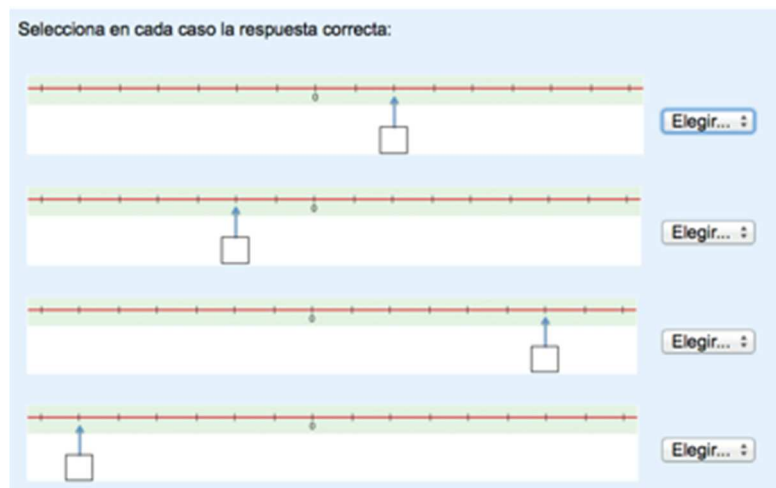 Selecciona en cada caso la respuesta correcta:
0
Elegir...
0
Elegir...
0
Elegir...
0
Elegir...